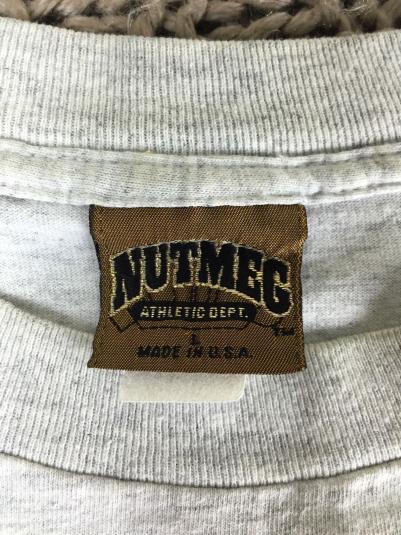 NUTMEG
ATHLETIC DEPT.
TM
L
MADE IN U.S.A.